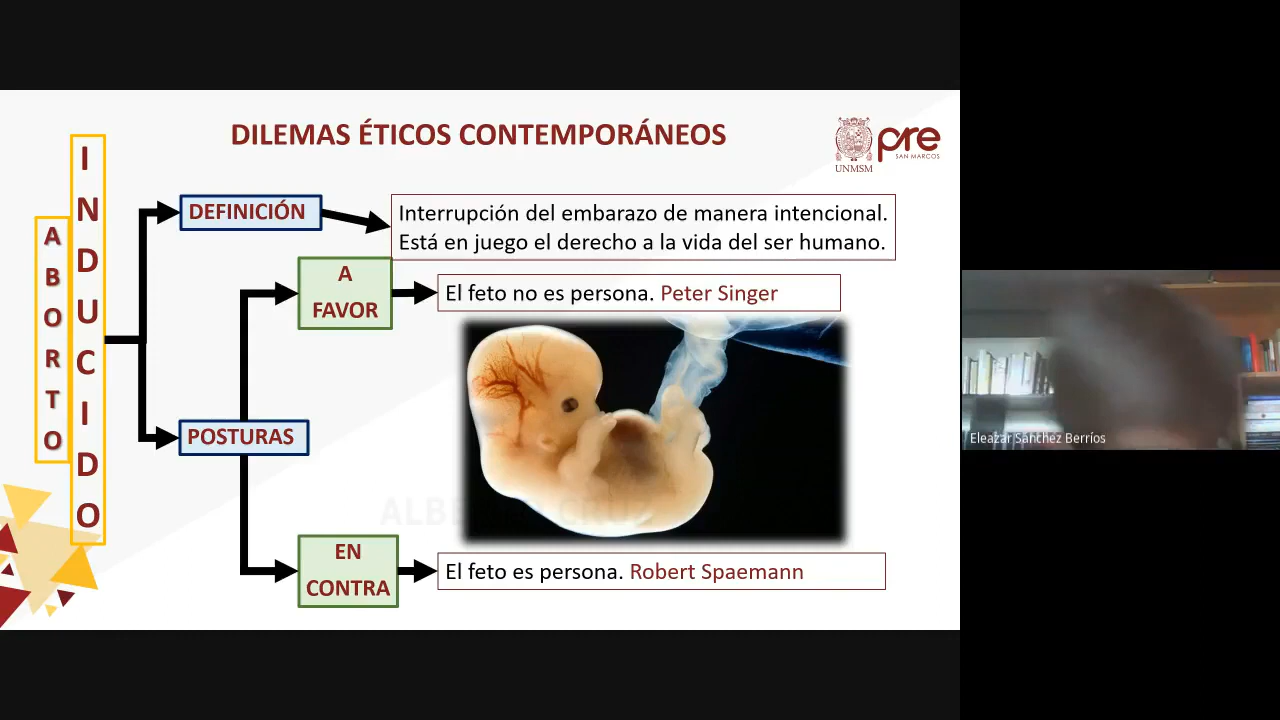 DILEMAS ÉTICOS CONTEMPORÁNEOS
UNMSM
pre
SAN MARCOS
ABORTO
INDUCIDO
DEFINICIÓN
Interrupción del embarazo de manera intencional.
Está en juego el derecho a la vida del ser humano.
A
FAVOR
El feto no es persona. Peter Singer
POSTURAS
EN
CONTRA
El feto es persona. Robert Spaemann
Eleazar Sánchez Berríos